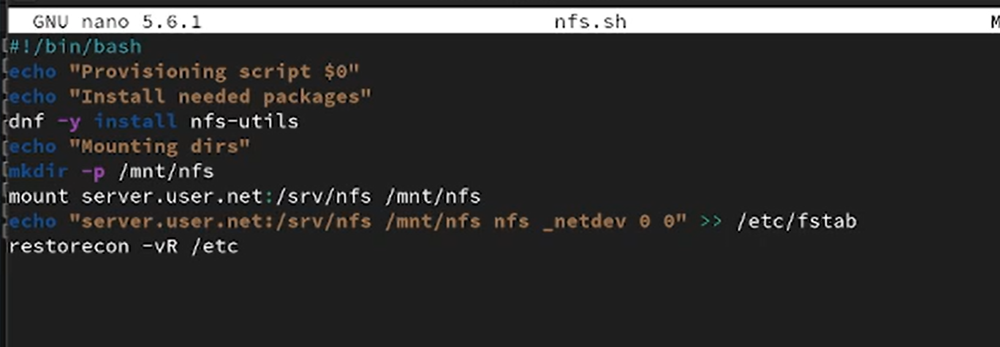 GNU nano 5.6.1 nfs.sh M
#!/bin/bash
echo "Provisioning script $0"
echo "Install needed packages"
dnf -y install nfs-utils
echo "Mounting dirs"
mkdir -p /mnt/nfs
mount server.user.net:/srv/nfs /mnt/nfs
echo "server.user.net:/srv/nfs /mnt/nfs nfs _netdev 0 0" >> /etc/fstab
restorecon -vR /etc